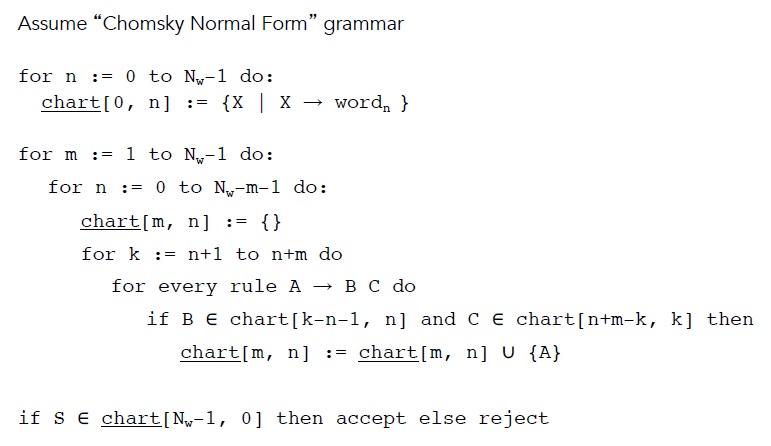 Assume “Chomsky Normal Form” grammar
for n := 0 to Nw-1 do:
chart[0, n] := {X | X → wordn }
for m := 1 to Nw-1 do:
for n := 0 to Nw-m-1 do:
chart[m, n] := {}
for k := n+1 to n+m do
for every rule A → B C do
if B ∈ chart[k-n-1, n] and C ∈ chart[n+m-k, k] then
chart[m, n] := chart[m, n] ∪ {A}
if S ∈ chart[Nw-1, 0] then accept else reject